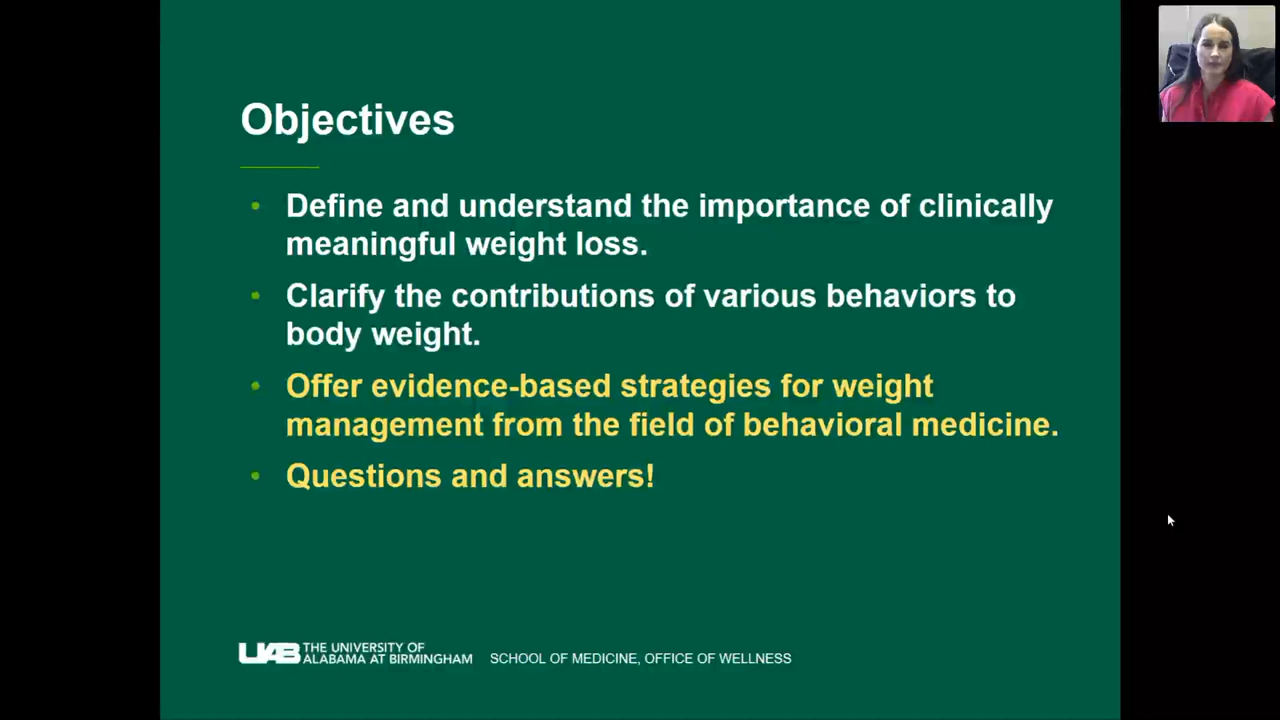 Objectives
• Define and understand the importance of clinically
meaningful weight loss.
• Clarify the contributions of various behaviors to
body weight.
• Offer evidence-based strategies for weight
management from the field of behavioral medicine.
• Questions and answers!
UAB THE UNIVERSITY OF
ALABAMA AT BIRMINGHAM
SCHOOL OF MEDICINE, OFFICE OF WELLNESS